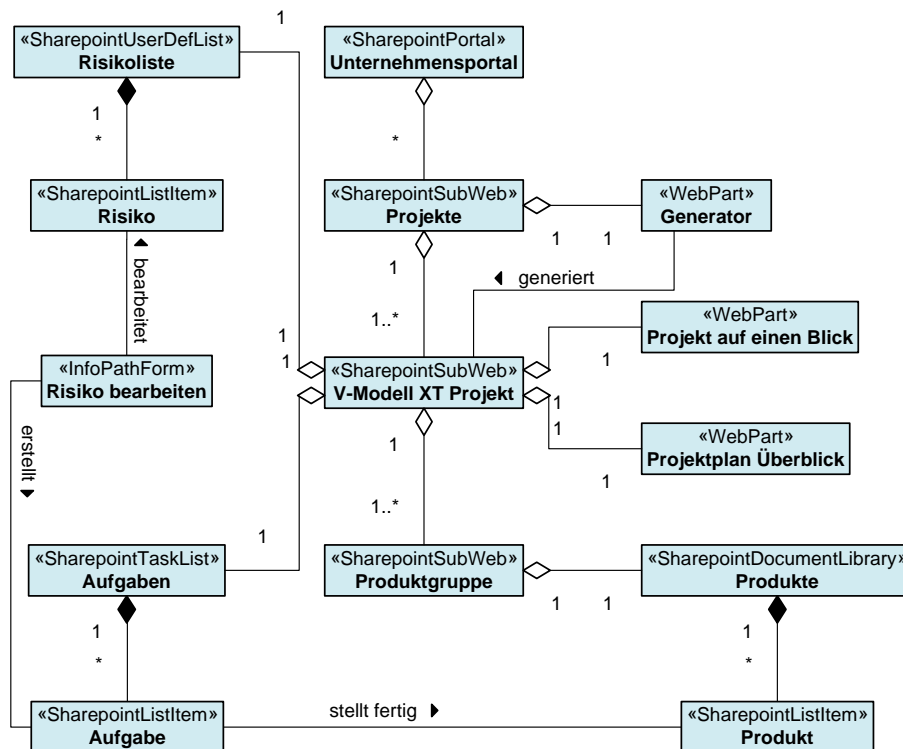 1
«SharepointUserDefList»
Risikoliste
«SharepointPortal»
Unternehmensportal
1
*
*
«SharepointListItem»
Risiko
«SharepointSubWeb»
Projekte
«WebPart»
Generator
1
1
1
bearbeitet
generiert
1..*
«WebPart»
Projekt auf einen Blick
1
1
1
«InfoPathForm»
Risiko bearbeiten
«SharepointSubWeb»
V-Modell XT Projekt
1
1
1
«WebPart»
Projektplan Überblick
erstellt
1
1..*
1
«SharepointTaskList»
Aufgaben
«SharepointSubWeb»
Produktgruppe
«SharepointDocumentLibrary»
Produkte
1
1
1
1
*
*
«SharepointListItem»
Aufgabe
stellt fertig
«SharepointListItem»
Produkt